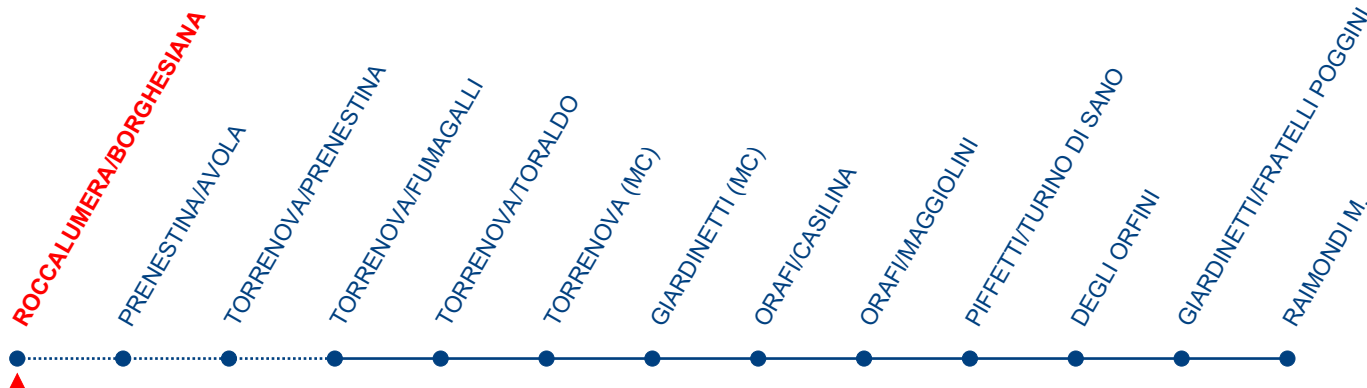 ROCCALUMERA/BORGHESIANA
PRENESTINA/AVOLA
TORRENOVA/PRENESTINA
TORRENOVA/FUMAGALLI
TORRENOVA/TORALDO
TORRENOVA (MC)
GIARDINETTI (MC)
ORAFI/CASILINA
ORAFI/MAGGIOLINI
PIFFETTI/TURINO DI SANO
DEGLI ORFINI
GIARDINETTI/FRATELLI POGGINI
RAIMONDI M.